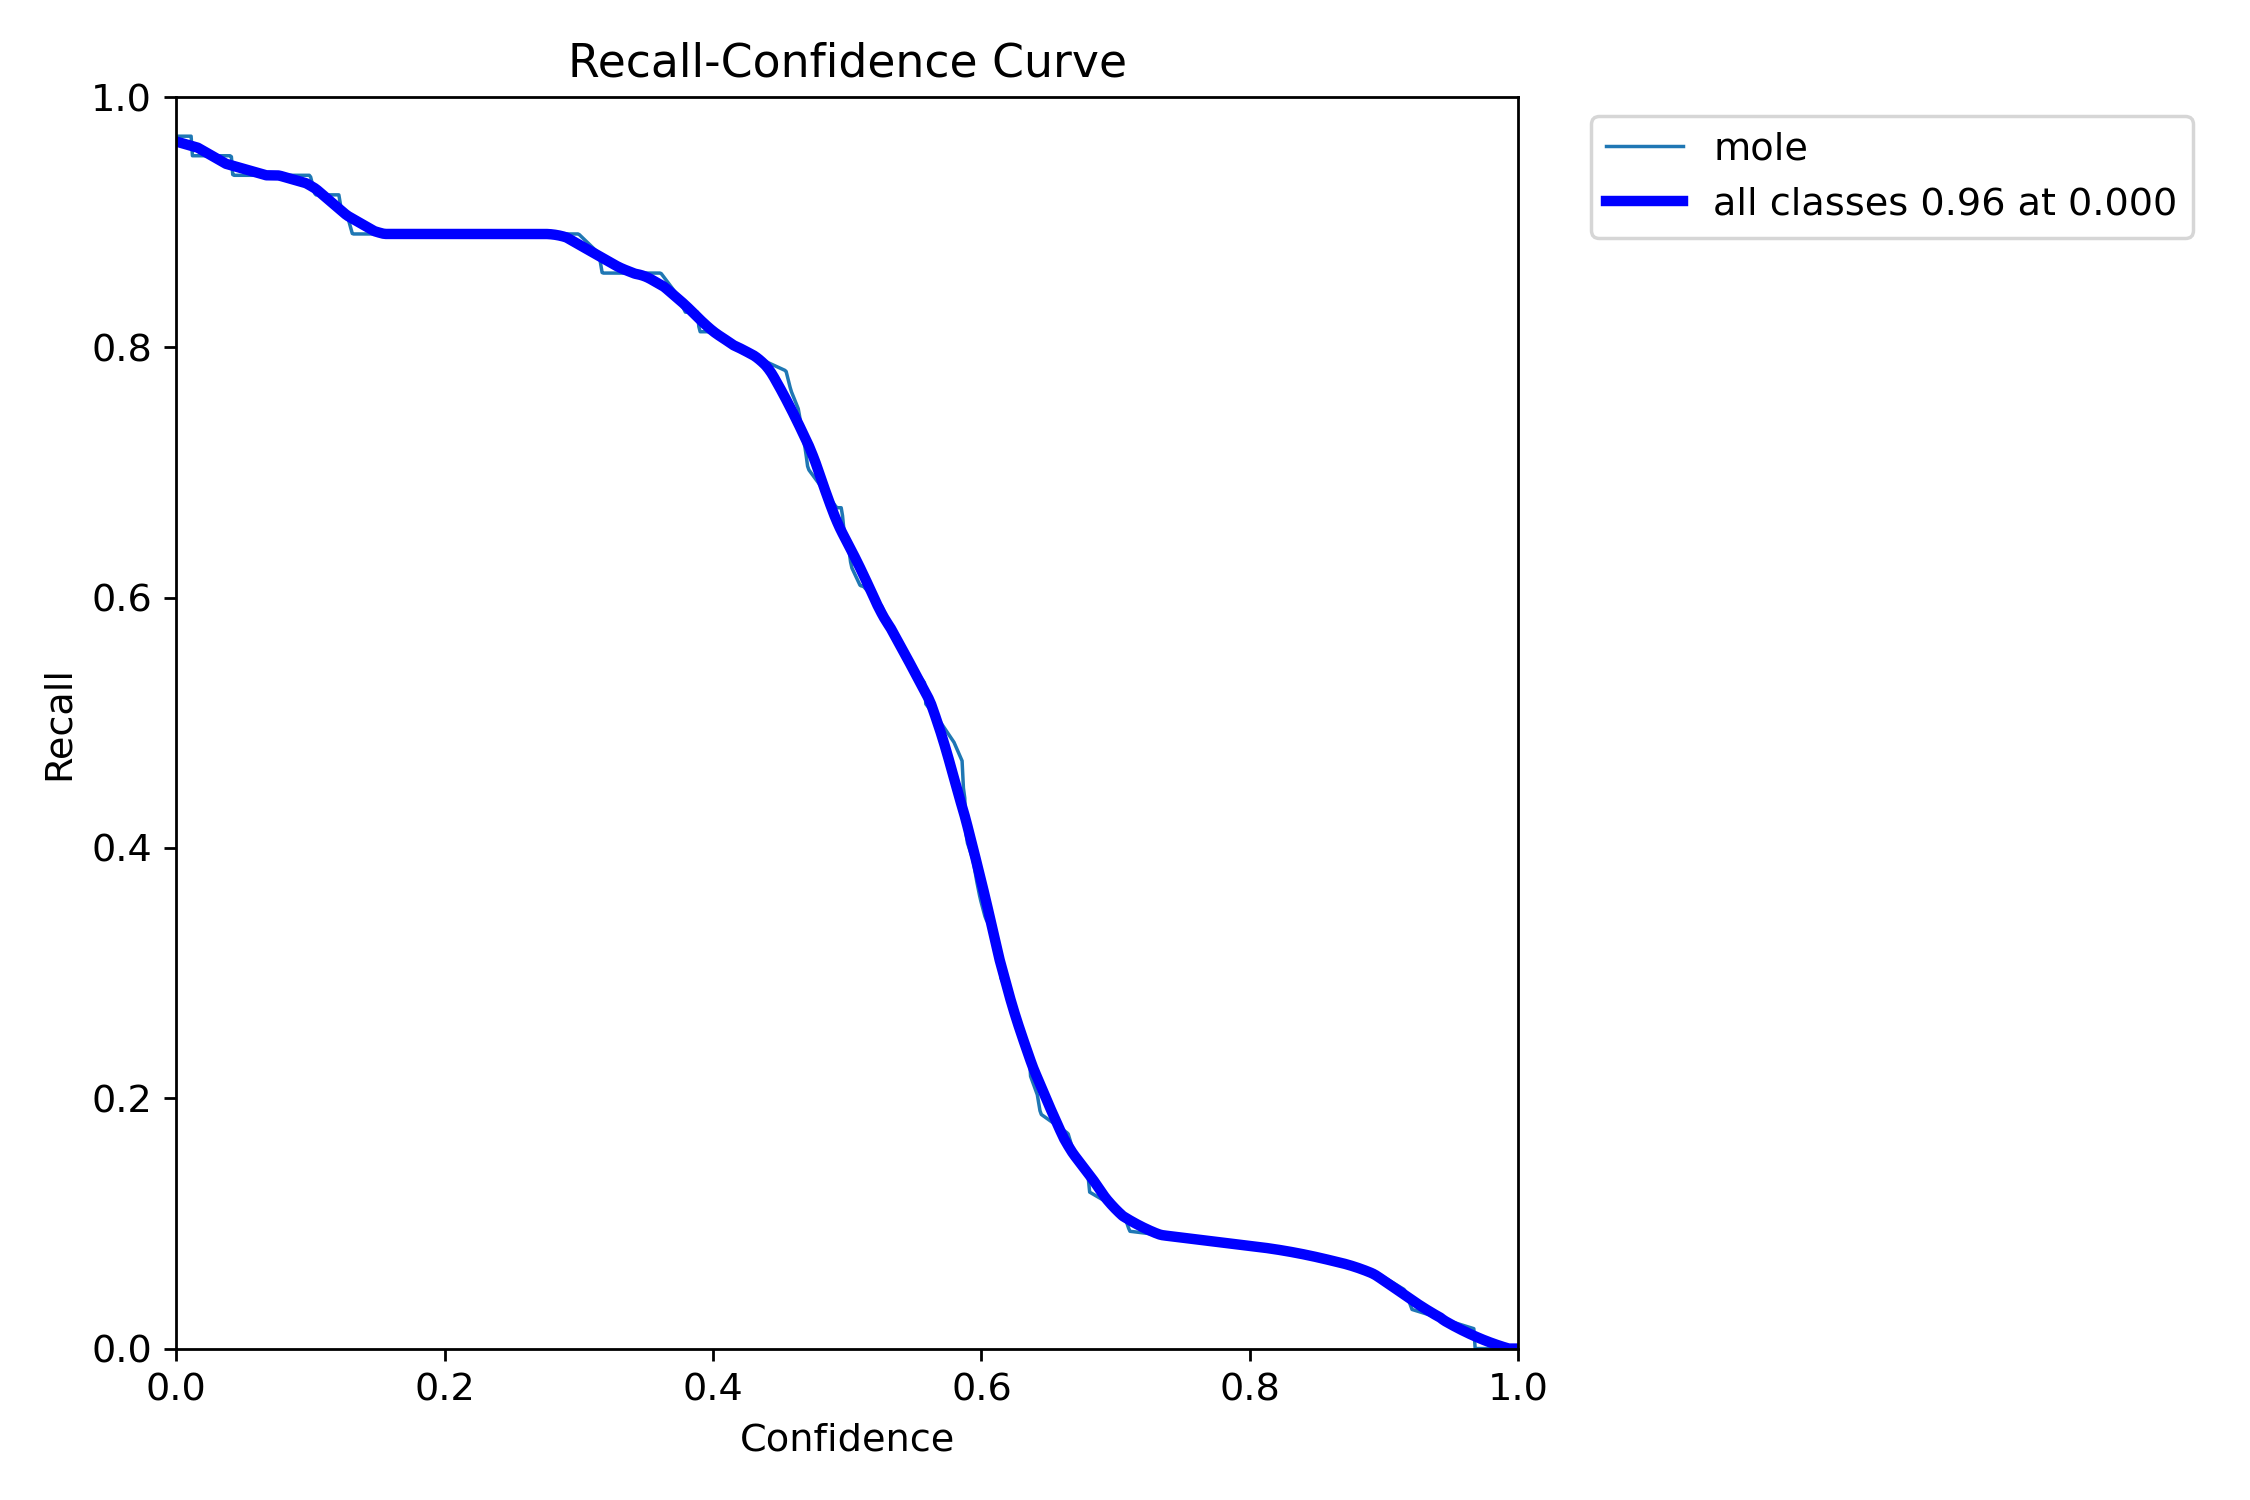 Recall-Confidence Curve
mole
all classes 0.96 at 0.000
1.0
0.8
0.6
0.4
0.2
0.0
Recall
0.0 0.2 0.4 0.6 0.8 1.0
Confidence